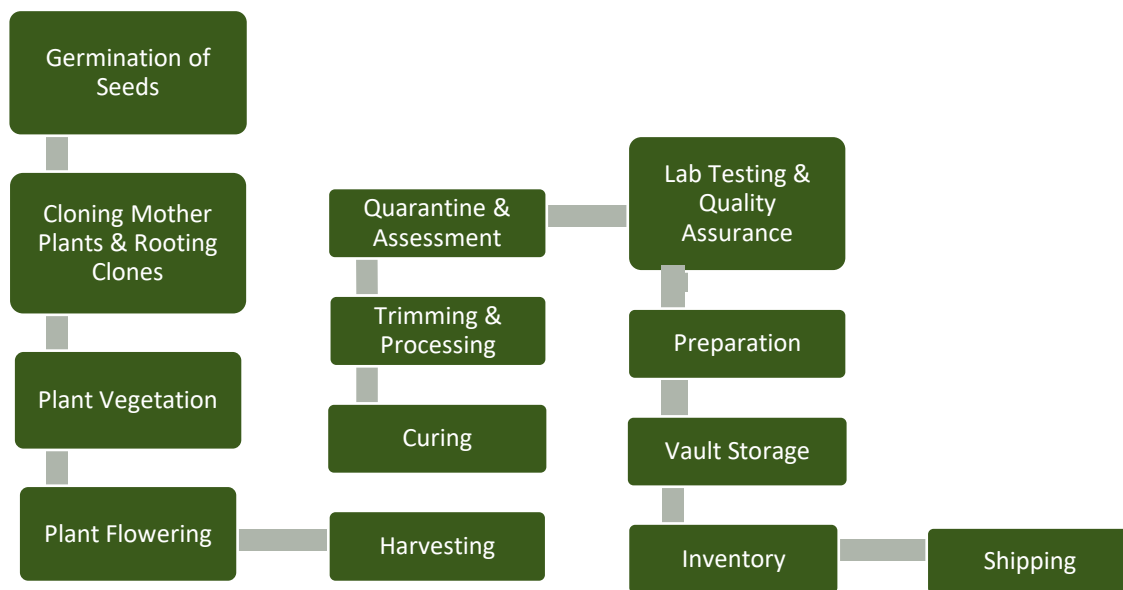 Germination of
Seeds
Cloning Mother
Plants & Rooting
Clones
Plant Vegetation
Plant Flowering
Harvesting
Curing
Trimming &
Processing
Quarantine &
Assessment
Lab Testing &
Quality
Assurance
Preparation
Vault Storage
Inventory
Shipping